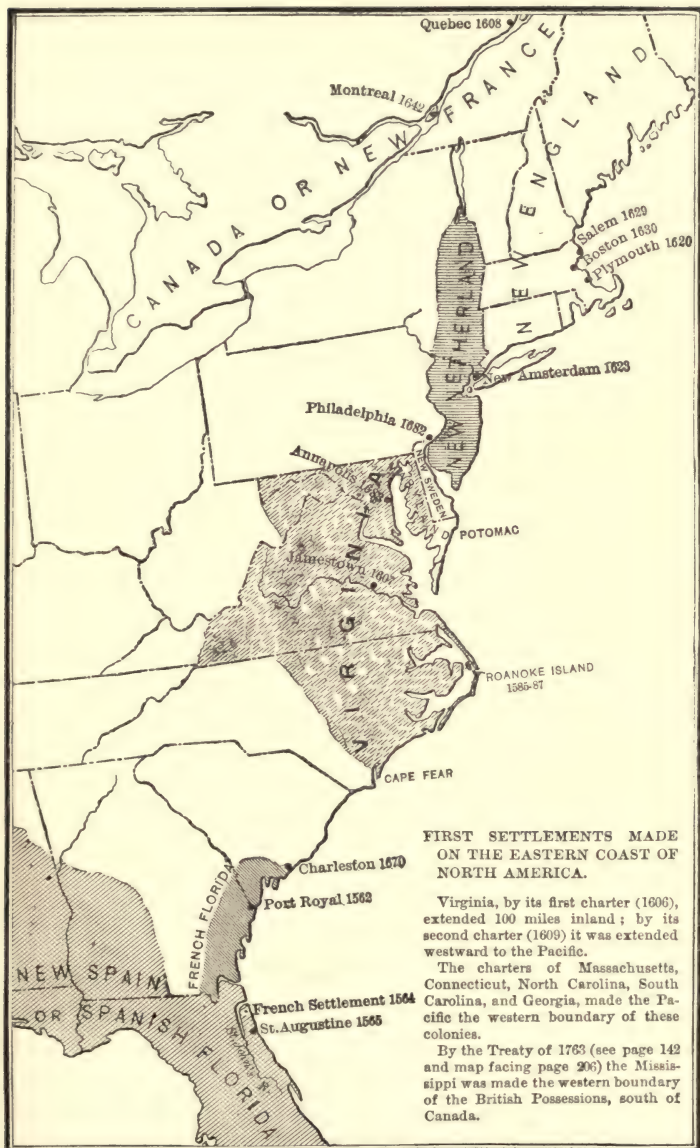 Quebec 1608
Montreal 1642
CANADA OR NEW FRANCE
NEW ENGLAND
Salem 1629
Boston 1630
Plymouth 1620
NEW NETHERLAND
New Amsterdam 1623
Philadelphia 1682
Annapolis
NEW SWEDEN
MARYLAND
POTOMAC
Jamestown 1607
VIRGINIA
ROANOKE ISLAND
1585-87
CAPE FEAR
Charleston 1670
FRENCH FLORIDA
Port Royal 1562
NEW SPAIN
OR SPANISH FLORIDA
French Settlement 1564
St. Augustine 1565
FIRST SETTLEMENTS MADE
ON THE EASTERN COAST OF
NORTH AMERICA.
Virginia, by its first charter (1606),
extended 100 miles inland; by its
second charter (1609) it was extended
westward to the Pacific.
The charters of Massachusetts,
Connecticut, North Carolina, South
Carolina, and Georgia, made the Pa-
cific the western boundary of these
colonies.
By the Treaty of 1763 (see page 142
and map facing page 206) the Missis-
sippi was made the western boundary
of the British Possessions, south of
Canada.